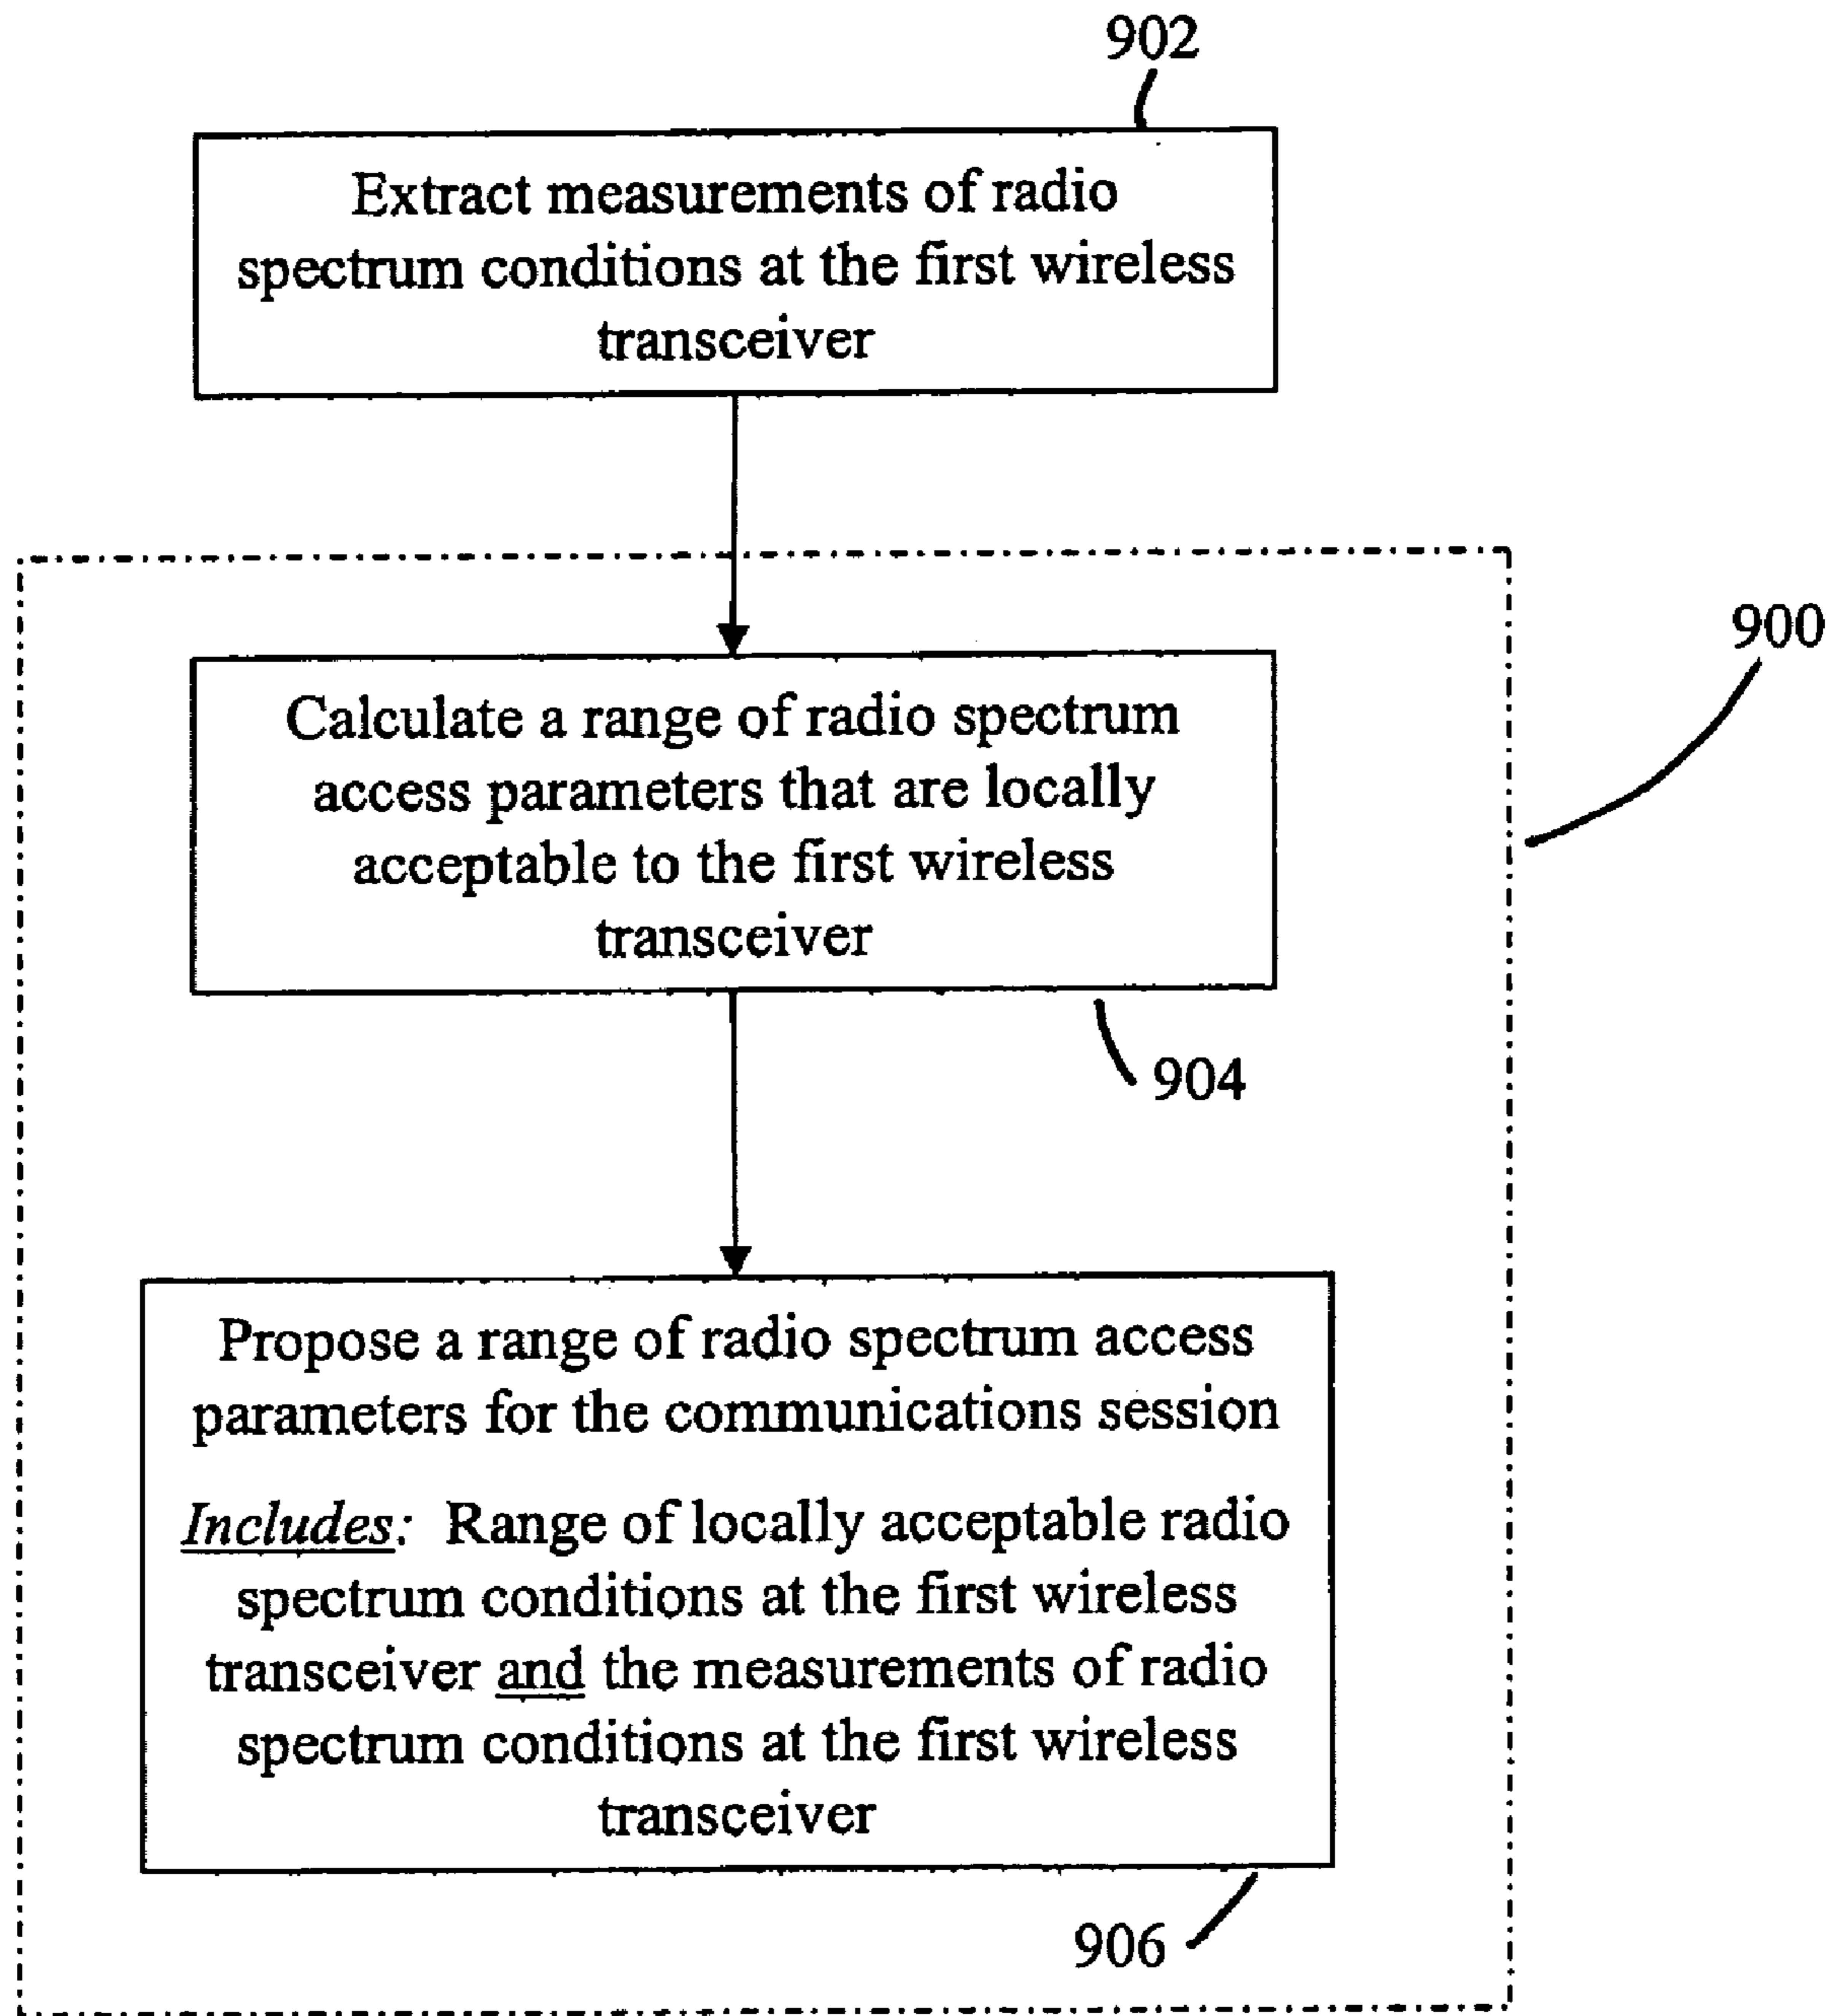 902
Extract measurements of radio
spectrum conditions at the first wireless
transceiver
900
Calculate a range of radio spectrum
access parameters that are locally
acceptable to the first wireless
transceiver
904
Propose a range of radio spectrum access
parameters for the communications session
Includes: Range of locally acceptable radio
spectrum conditions at the first wireless
transceiver and the measurements of radio
spectrum conditions at the first wireless
transceiver
906